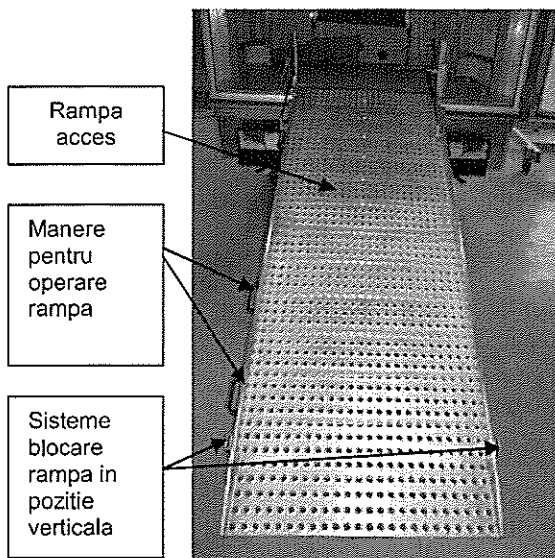 Rampa
acces
Manere
pentru
operare
rampa
Sisteme
blocare
rampa in
pozitie
verticala